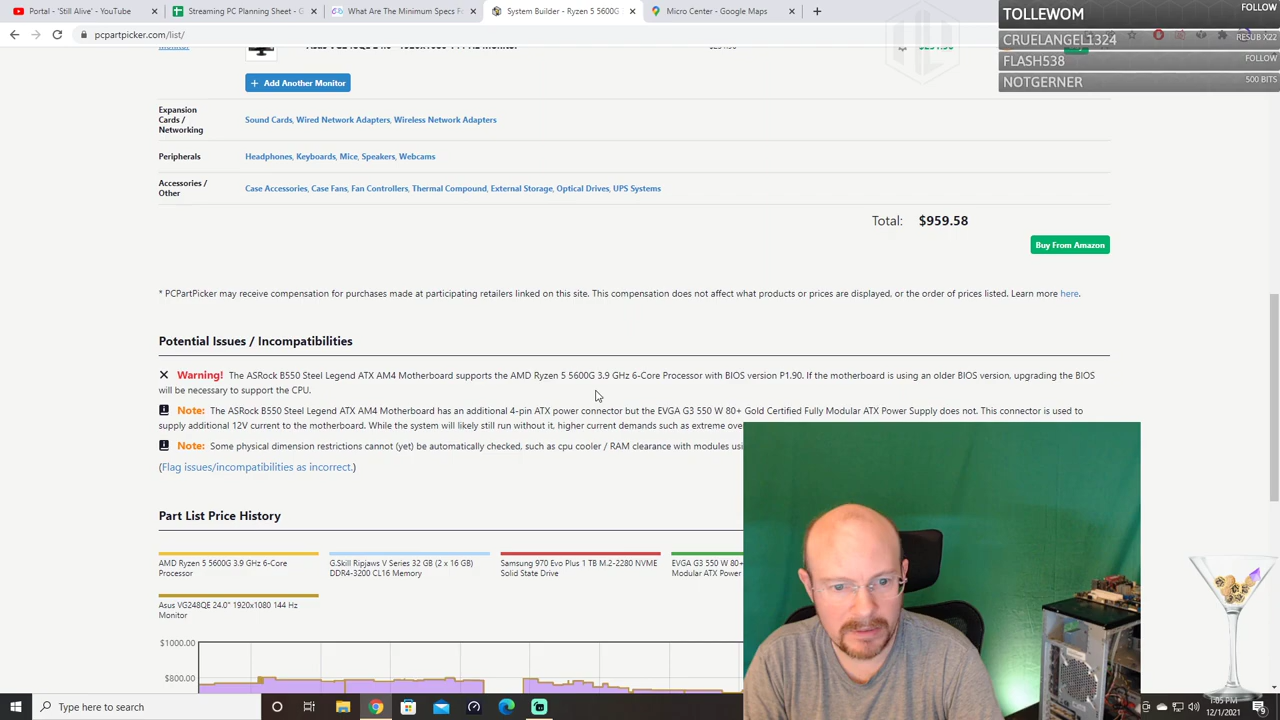 Portal - 'Still Alive' - YouTube
Streaming PC Planning Sheet - G
What Are The Minimum Specs F
System Builder - Ryzen 5 5600G
Micro Center - Google Maps
pcpartpicker.com/list/
TOLLEWOM FOLLOW
CRUELANGEL1324 RESUB X22
FLASH538 FOLLOW
NOTGERNER 500 BITS
Monitor
+ Add Another Monitor
Expansion
Cards /
Networking
Sound Cards, Wired Network Adapters, Wireless Network Adapters
Peripherals
Headphones, Keyboards, Mice, Speakers, Webcams
Accessories /
Other
Case Accessories, Case Fans, Fan Controllers, Thermal Compound, External Storage, Optical Drives, UPS Systems
Total: $959.58
Buy From Amazon
* PCPartPicker may receive compensation for purchases made at participating retailers linked on this site. This compensation does not affect what products or prices are displayed, or the order of prices listed. Learn more here.
Potential Issues / Incompatibilities
Warning! The ASRock B550 Steel Legend ATX AM4 Motherboard supports the AMD Ryzen 5 5600G 3.9 GHz 6-Core Processor with BIOS version P1.90. If the motherboard is using an older BIOS version, upgrading the BIOS
will be necessary to support the CPU.
Note: The ASRock B550 Steel Legend ATX AM4 Motherboard has an additional 4-pin ATX power connector but the EVGA G3 550 W 80+ Gold Certified Fully Modular ATX Power Supply does not. This connector is used to
supply additional 12V current to the motherboard. While the system will likely still run without it, higher current demands such as extreme ove
Note: Some physical dimension restrictions cannot (yet) be automatically checked, such as cpu cooler / RAM clearance with modules usi
(Flag issues/incompatibilities as incorrect.)
Part List Price History
AMD Ryzen 5 5600G 3.9 GHz 6-Core
Processor
G.Skill Ripjaws V Series 32 GB (2 x 16 GB)
DDR4-3200 CL16 Memory
Samsung 970 Evo Plus 1 TB M.2-2280 NVME
Solid State Drive
EVGA G3 550 W 80+
Modular ATX Power
Asus VG248QE 24.0" 1920x1080 144 Hz
Monitor
$1000.00
$800.00
Type here to search
1:05 PM
12/1/2021